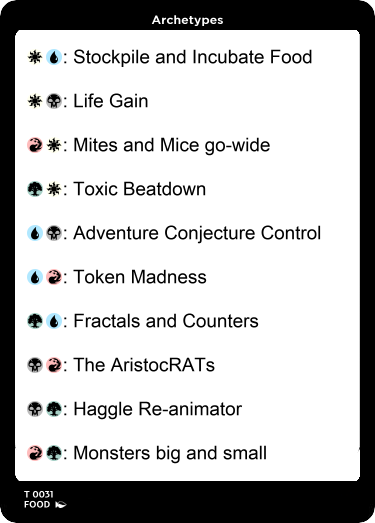 Archetypes
: Stockpile and Incubate Food
: Life Gain
: Mites and Mice go-wide
: Toxic Beatdown
: Adventure Conjecture Control
: Token Madness
: Fractals and Counters
: The AristocRATs
: Haggle Re-animator
: Monsters big and small
T 0031
FOOD